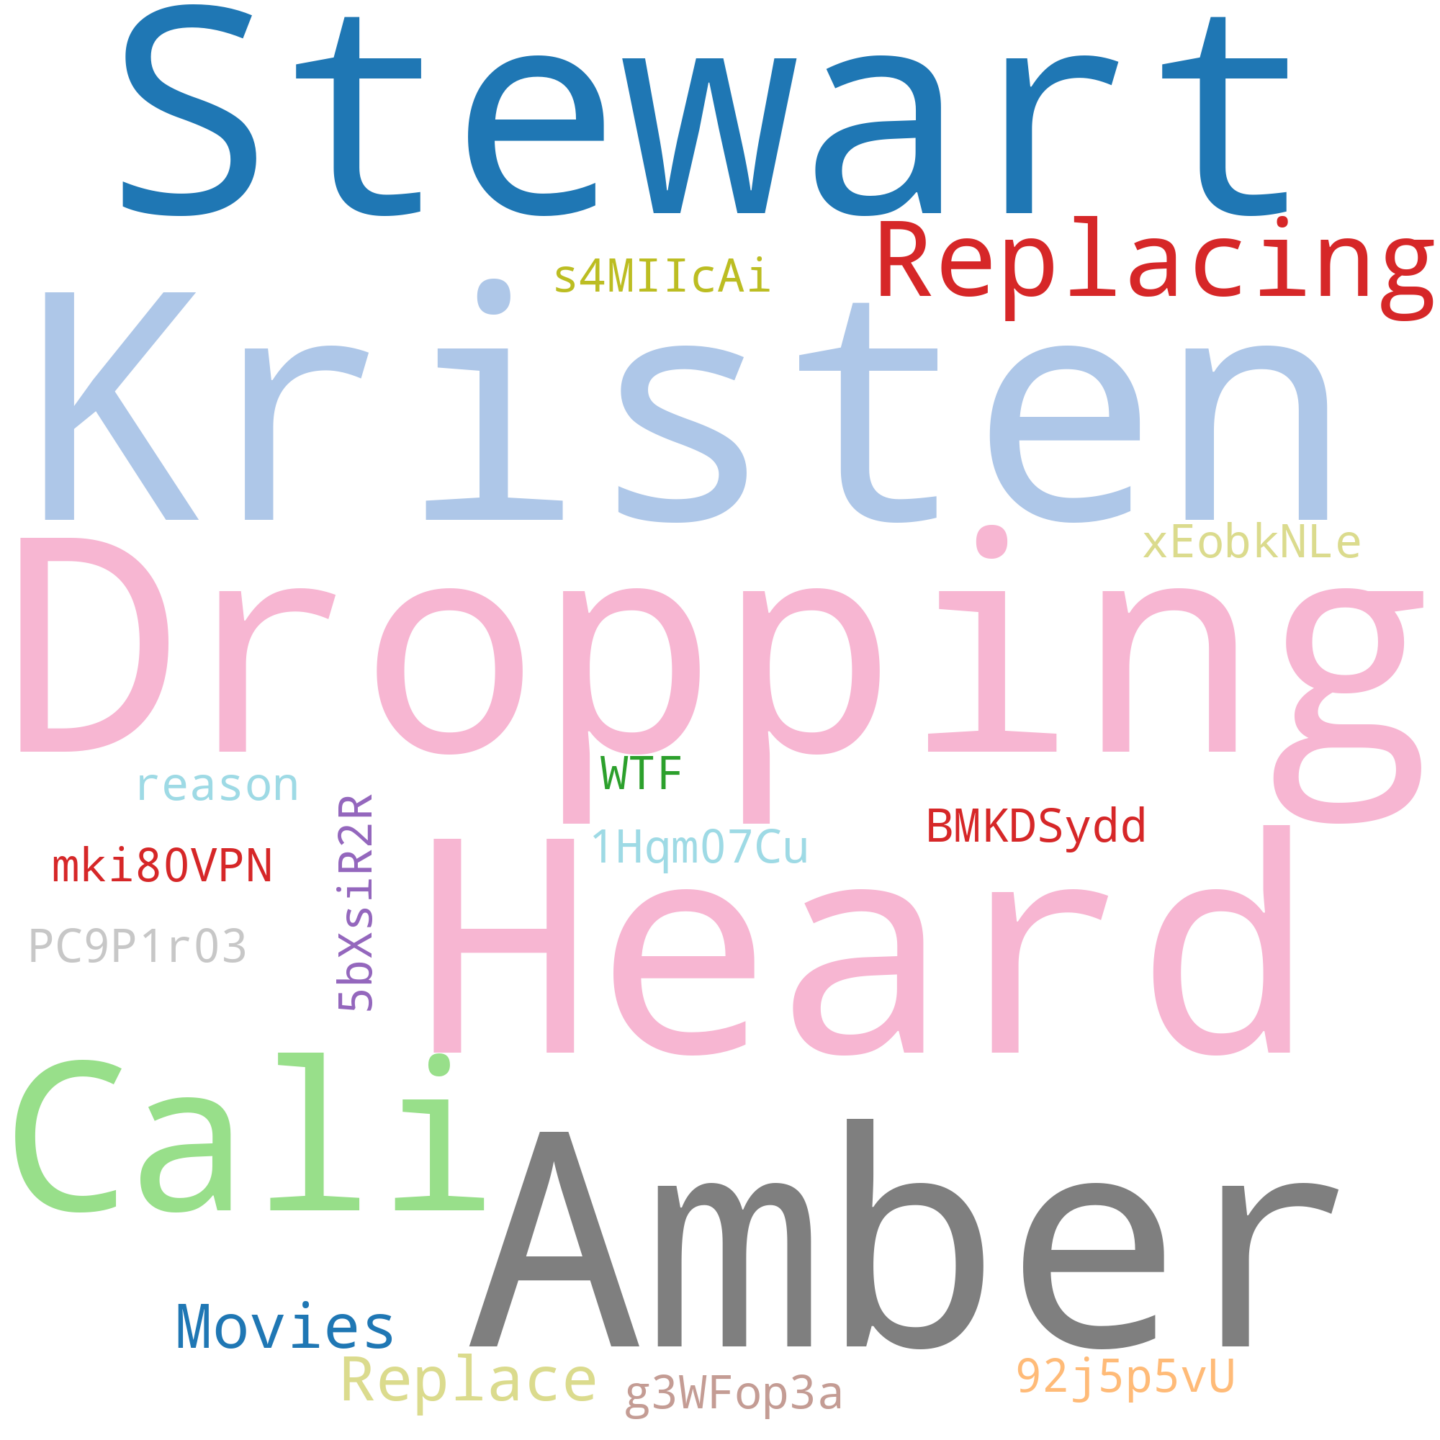 Stewart
Replacing
s4MIIcAi
Kristen
xEobkNLe
Dropping
WTF
reason
5bXsiR2R
BMKDSydd
1Hqm07Cu
mki80VPN
Heard
PC9P1r03
Cali
Amber
Movies
Replace
g3WFop3a
92j5p5vU